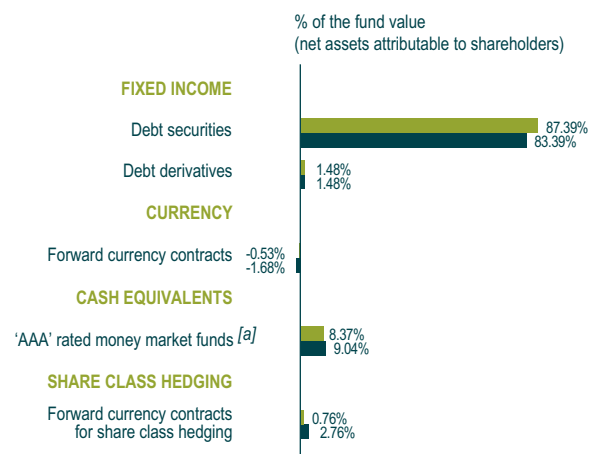 % of the fund value
(net assets attributable to shareholders)
FIXED INCOME
Debt securities
87.39%
83.39%
Debt derivatives
1.48%
1.48%
CURRENCY
Forward currency contracts
-0.53%
-1.68%
CASH EQUIVALENTS
‘AAA’ rated money market funds [a]
8.37%
9.04%
SHARE CLASS HEDGING
Forward currency contracts
for share class hedging
0.76%
2.76%